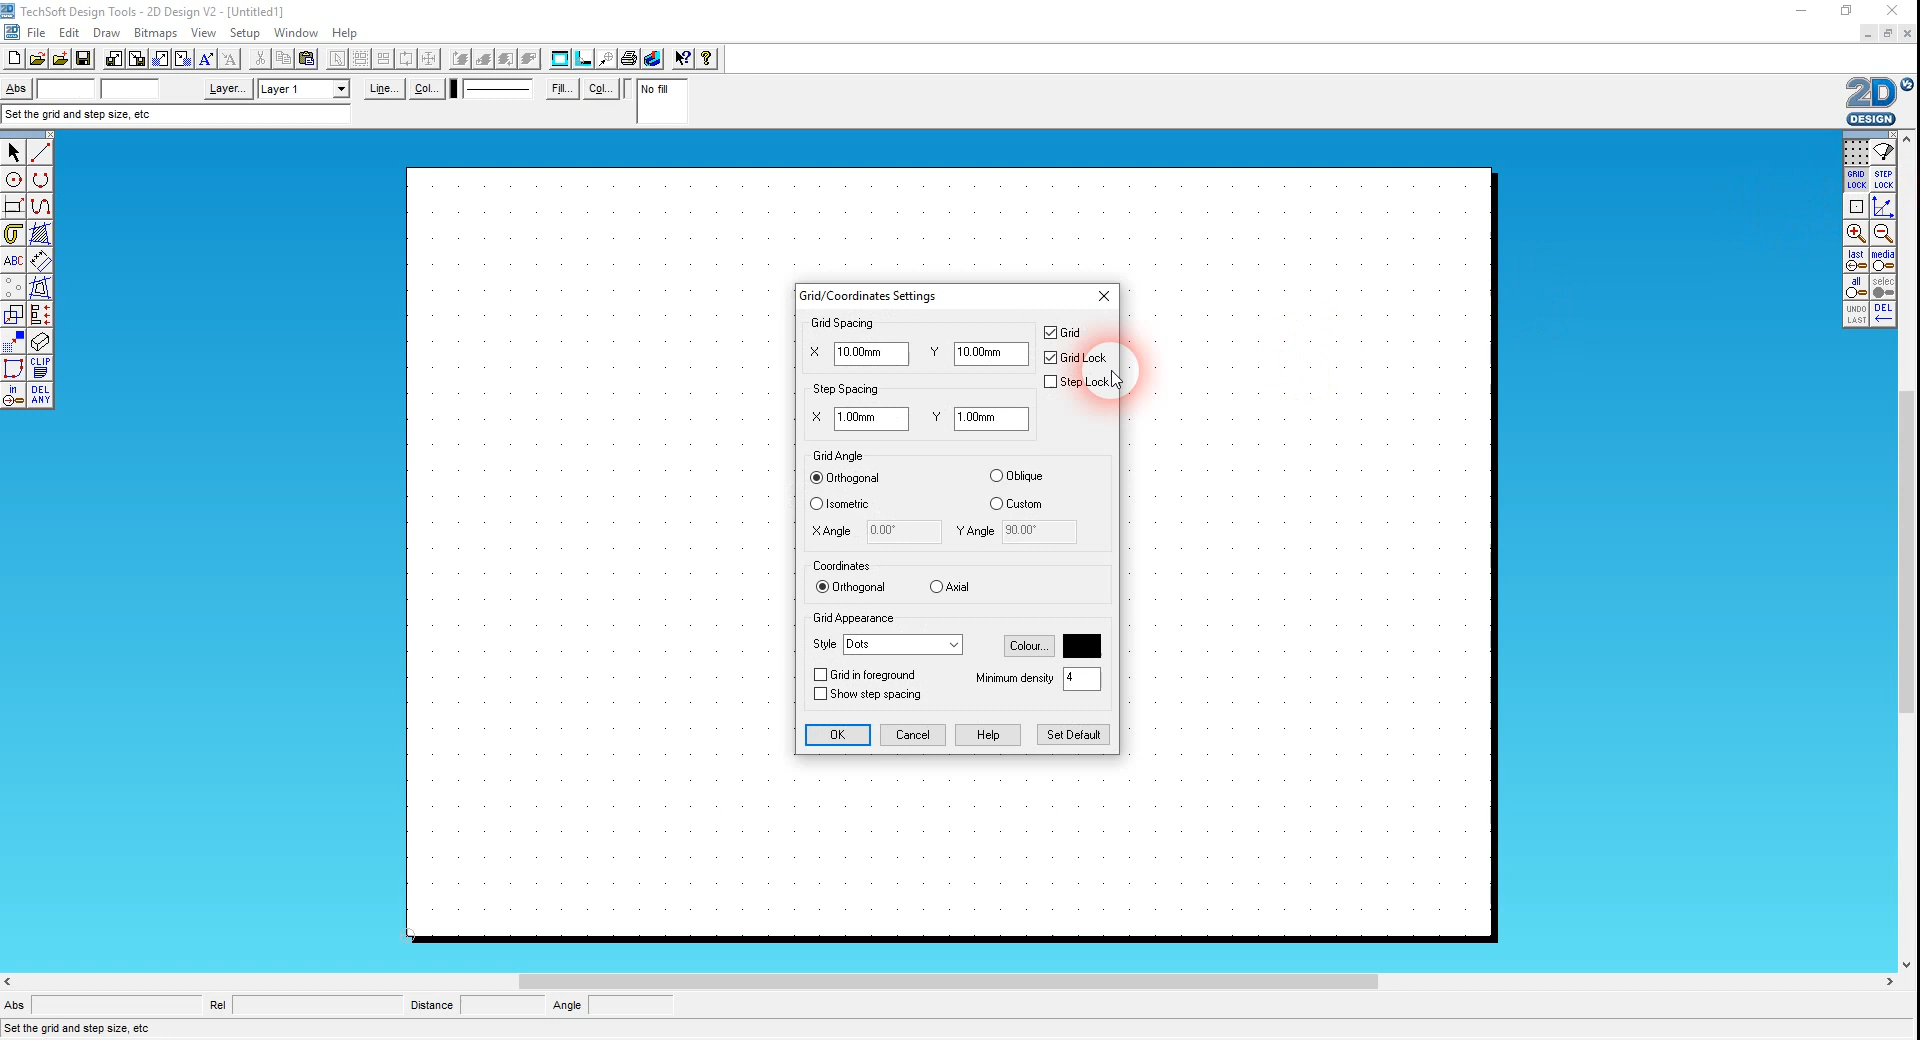 TechSoft Design Tools - 2D Design V2 - [Untitled1]
File Edit Draw Bitmaps View Setup Window Help
Abs Layer... Layer 1 Line... Col... Fill... Col... No fill
Set the grid and step size, etc
2D V2
DESIGN
GRID LOCK STEP LOCK
ABC
last media
all selec
UNDO LAST DEL
CLIP
in DEL ANY
Grid/Coordinates Settings
Grid Spacing
X 10.00mm Y 10.00mm
Grid
Grid Lock
Step Lock
Step Spacing
X 1.00mm Y 1.00mm
Grid Angle
Orthogonal Oblique
Isometric Custom
X Angle 0.00° Y Angle 90.00°
Coordinates
Orthogonal Axial
Grid Appearance
Style Dots Colour...
Grid in foreground Minimum density 4
Show step spacing
OK Cancel Help Set Default
Abs Rel Distance Angle
Set the grid and step size, etc